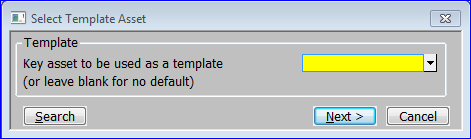 Select Template Asset
Template
Key asset to be used as a template
(or leave blank for no default)
Search
Next >
Cancel